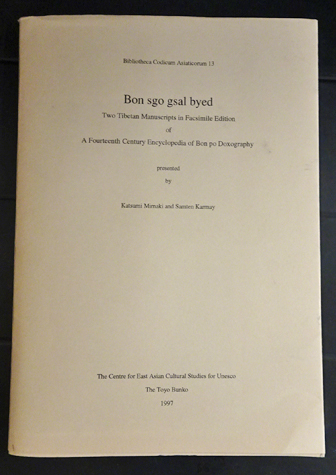 Bibliotheca Codicum Asiaticorum 13
Bon sgo gsal byed
Two Tibetan Manuscripts in Facsimile Edition
of
A Fourteenth Century Encyclopedia of Bon po Doxography
presented
by
Katsumi Mimaki and Samten Karmay
The Centre for East Asian Cultural Studies for Unesco
The Toyo Bunko
1997